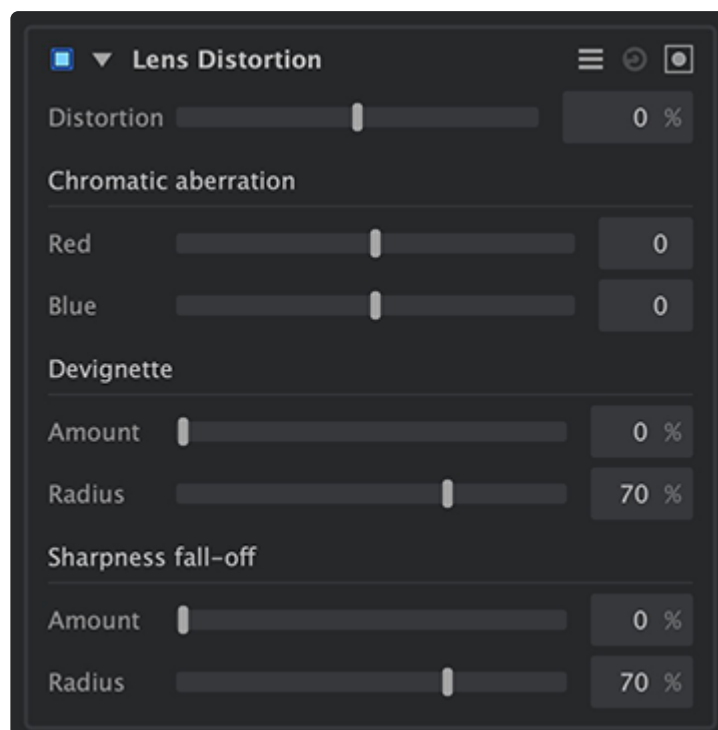 Lens Distortion
Distortion 0 %
Chromatic aberration
Red 0
Blue 0
Devignette
Amount 0 %
Radius 70 %
Sharpness fall-off
Amount 0 %
Radius 70 %